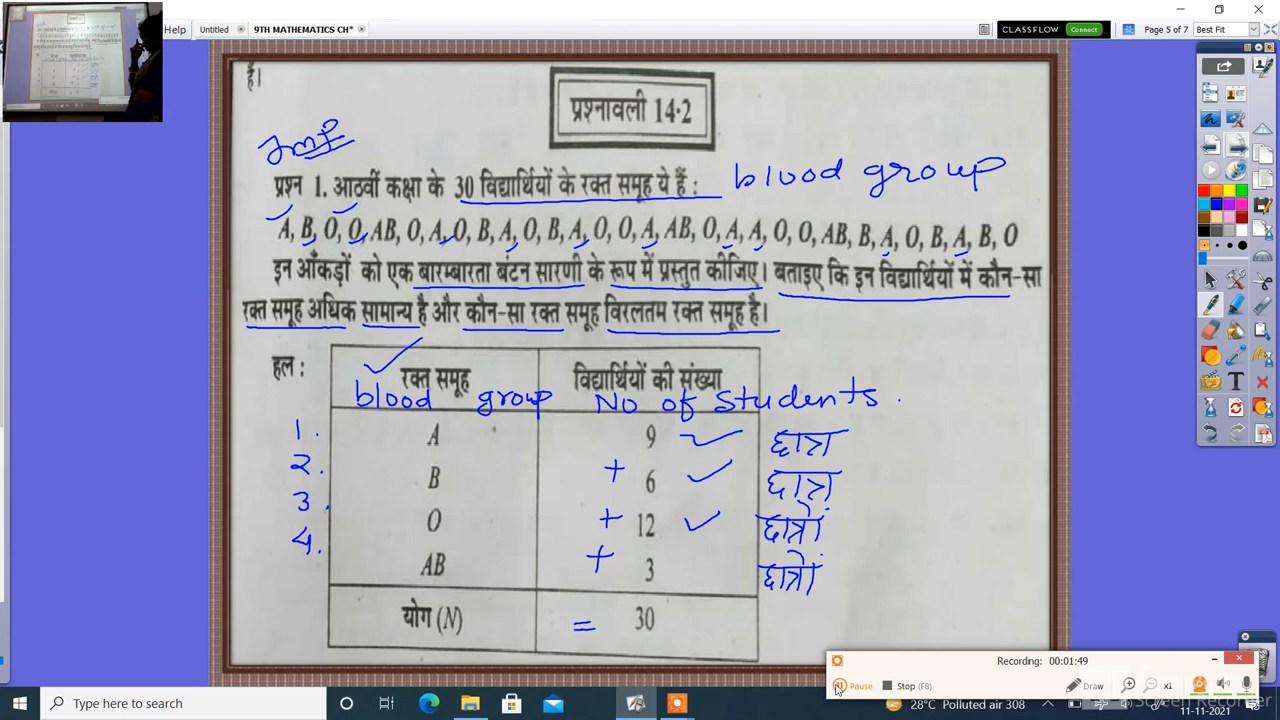 Help Untitled 9TH MATHEMATICS CH* CLASSFLOW Connect Page 5 of 7 Best Fit
है।
प्रश्नावली 14·2
Imp
प्रश्न 1. आठवीं कक्षा के 30 विद्यार्थियों के रक्त समूह ये हैं : blood group
A, B, O, O, AB, O, A, O, B, A, O, B, A, O, O, A, AB, O, A, A, O, O, AB, B, A, O, B, A, B, O
इन आँकड़ों को एक बारम्बारता बंटन सारणी के रूप में प्रस्तुत कीजिए। बताइए कि इन विद्यार्थियों में कौन-सा
रक्त समूह अधिक सामान्य है और कौन-सा रक्त समूह विरलतम रक्त समूह है।
हल : रक्त समूह विद्यार्थियों की संख्या
blood group No of Students .
1. A 9 छात्रा
2. B + 6 छात्रा
3. O + 12 छात्रों
4. AB + 3 छात्रों
योग (N) = 30
Recording: 00:01:49
Pause Stop (F8) Draw x1
Screen Recorder
Type here to search 28°C Polluted air 308 11-11-2021